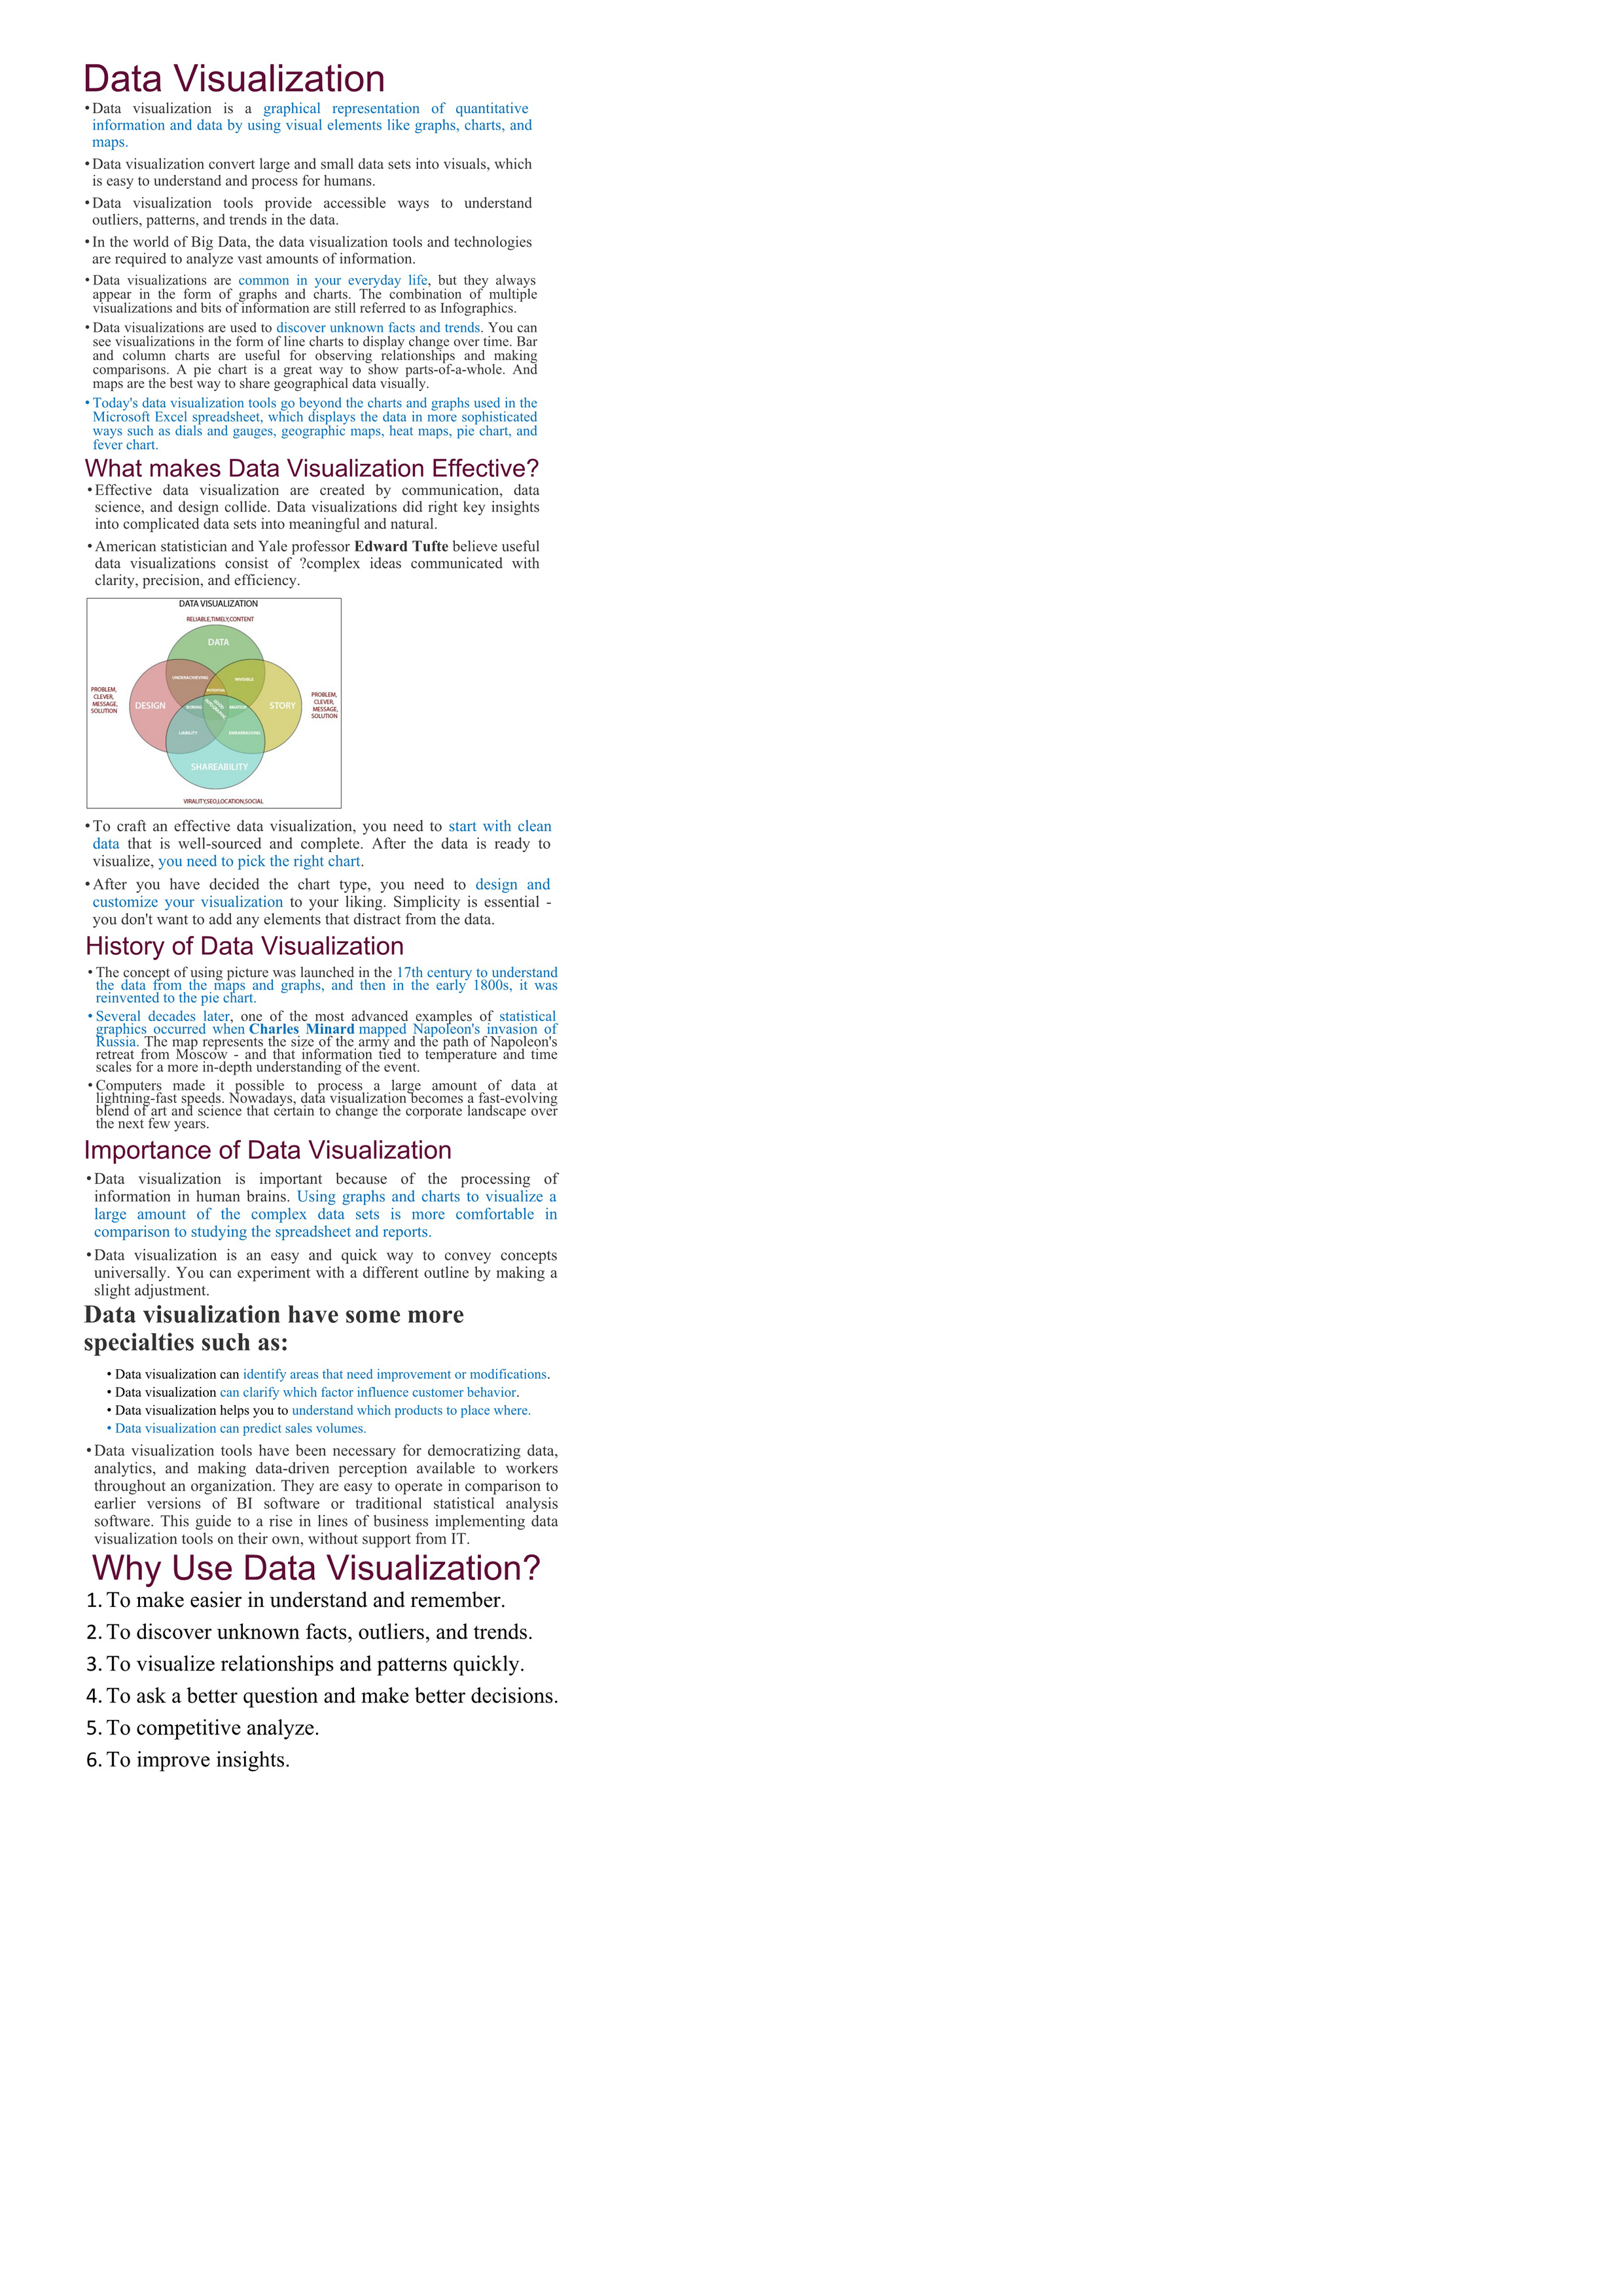 Data Visualization
• Data visualization is a graphical representation of quantitative
information and data by using visual elements like graphs, charts, and
maps.
• Data visualization convert large and small data sets into visuals, which
is easy to understand and process for humans.
• Data visualization tools provide accessible ways to understand
outliers, patterns, and trends in the data.
• In the world of Big Data, the data visualization tools and technologies
are required to analyze vast amounts of information.
• Data visualizations are common in your everyday life, but they always
appear in the form of graphs and charts. The combination of multiple
visualizations and bits of information are still referred to as Infographics.
• Data visualizations are used to discover unknown facts and trends. You can
see visualizations in the form of line charts to display change over time. Bar
and column charts are useful for observing relationships and making
comparisons. A pie chart is a great way to show parts-of-a-whole. And
maps are the best way to share geographical data visually.
• Today's data visualization tools go beyond the charts and graphs used in the
Microsoft Excel spreadsheet, which displays the data in more sophisticated
ways such as dials and gauges, geographic maps, heat maps, pie chart, and
fever chart.
What makes Data Visualization Effective?
• Effective data visualization are created by communication, data
science, and design collide. Data visualizations did right key insights
into complicated data sets into meaningful and natural.
• American statistician and Yale professor Edward Tufte believe useful
data visualizations consist of ?complex ideas communicated with
clarity, precision, and efficiency.
DATA VISUALIZATION
RELIABLE,TIMELY,CONTENT
DATA
UNDERACHIEVING
INVISIBLE
POTENTIAL
PROBLEM,
CLEVER,
MESSAGE,
SOLUTION
DESIGN
BORING
STORY
PROBLEM,
CLEVER,
MESSAGE,
SOLUTION
LIABILITY
EMBARRASSING
SHAREABILITY
VIRALITY,SEO,LOCATION,SOCIAL
• To craft an effective data visualization, you need to start with clean
data that is well-sourced and complete. After the data is ready to
visualize, you need to pick the right chart.
• After you have decided the chart type, you need to design and
customize your visualization to your liking. Simplicity is essential -
you don't want to add any elements that distract from the data.
History of Data Visualization
• The concept of using picture was launched in the 17th century to understand
the data from the maps and graphs, and then in the early 1800s, it was
reinvented to the pie chart.
• Several decades later, one of the most advanced examples of statistical
graphics occurred when Charles Minard mapped Napoleon's invasion of
Russia. The map represents the size of the army and the path of Napoleon's
retreat from Moscow - and that information tied to temperature and time
scales for a more in-depth understanding of the event.
• Computers made it possible to process a large amount of data at
lightning-fast speeds. Nowadays, data visualization becomes a fast-evolving
blend of art and science that certain to change the corporate landscape over
the next few years.
Importance of Data Visualization
• Data visualization is important because of the processing of
information in human brains. Using graphs and charts to visualize a
large amount of the complex data sets is more comfortable in
comparison to studying the spreadsheet and reports.
• Data visualization is an easy and quick way to convey concepts
universally. You can experiment with a different outline by making a
slight adjustment.
Data visualization have some more
specialties such as:
• Data visualization can identify areas that need improvement or modifications.
• Data visualization can clarify which factor influence customer behavior.
• Data visualization helps you to understand which products to place where.
• Data visualization can predict sales volumes.
• Data visualization tools have been necessary for democratizing data,
analytics, and making data-driven perception available to workers
throughout an organization. They are easy to operate in comparison to
earlier versions of BI software or traditional statistical analysis
software. This guide to a rise in lines of business implementing data
visualization tools on their own, without support from IT.
Why Use Data Visualization?
1. To make easier in understand and remember.
2. To discover unknown facts, outliers, and trends.
3. To visualize relationships and patterns quickly.
4. To ask a better question and make better decisions.
5. To competitive analyze.
6. To improve insights.